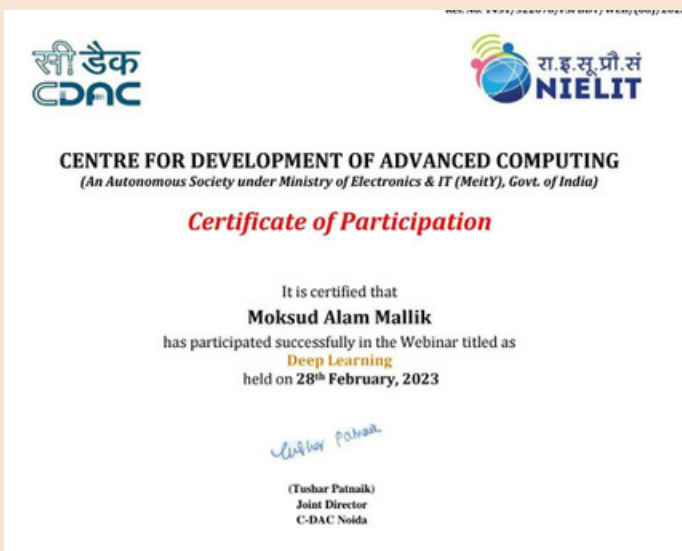 सी डैक
CDAC
रा.इ.सू.प्रौ.सं
NIELIT
CENTRE FOR DEVELOPMENT OF ADVANCED COMPUTING
(An Autonomous Society under Ministry of Electronics & IT (MeitY), Govt. of India)
Certificate of Participation
It is certified that
Moksud Alam Mallik
has participated successfully in the Webinar titled as
Deep Learning
held on 28th February, 2023
Tushar Patnaik
(Tushar Patnaik)
Joint Director
C-DAC Noida